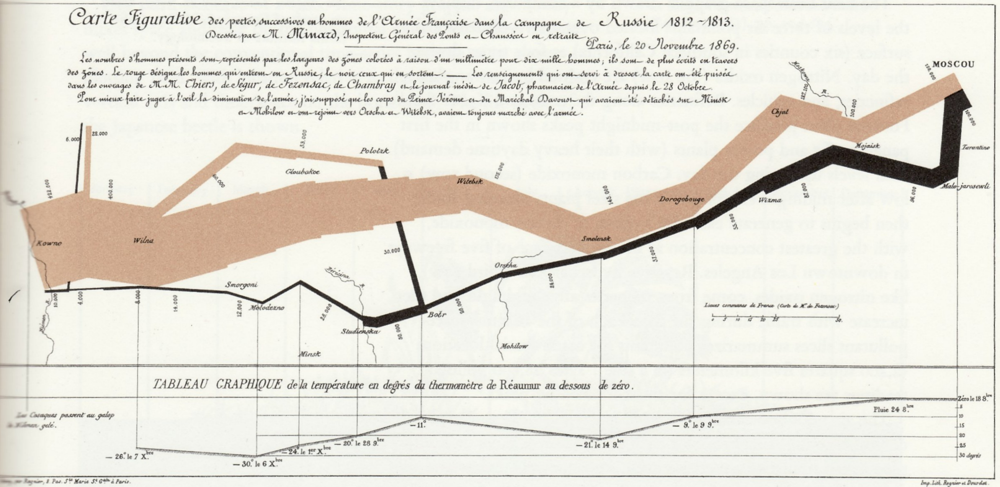 Carte Figurative des pertes successives en hommes de l'Armée Française dans la campagne de Russie 1812~1813.
Dressée par M. Minard, Inspecteur Général des Ponts et Chaussées en retraite.
Paris, le 20 Novembre 1869.
Les nombres d'hommes présents sont représentés par les largeurs des zônes colorées à raison d'un millimètre pour dix mille hommes; ils sont de plus écrits en travers
des zônes. Le rouge désigne les hommes qui entrent en Russie, le noir ceux qui en sortent. — Les renseignements qui ont servi à dresser la carte ont été puisés
dans les ouvrages de M.M. Thiers, de Ségur, de Fezensac, de Chambray et le journal inédit de Jacob, pharmacien de l'Armée depuis le 28 Octobre.
Pour mieux faire juger à l'œil la diminution de l'armée, j'ai supposé que les corps du Prince Jérôme et du Maréchal Davoust qui avaient été détachés sur Minsk
et Mohilow et ont rejoint vers Orscha et Witebsk, avaient toujours marché avec l'armée.
MOSCOU
100.000
Moskowa
R.
127.100
100.000
Chjat
100.000
6.000
22.000
33.000
Polotzk
Mojaisk
Tarantino
Gloubokoe
60.000
422.000
400.000
Witebsk
175.000
145.000
Dorogobouge
Wizma
87.000
96.000
Malo-jarosewli
55.000
Kowno
Wilna
Smolensk
30.000
37.000
Orscha
Bérézina
R.
24.000
Smorgoni
Molodezno
10.000
4.000
8.000
14.000
12.000
28.000
20.000
Bobr
Studienska
50.000
Niémen
R.
Minsk
Mohilow
Lieues communes de France (Carte de M. de Fezensac)
0 5 10 15 20 25 50.
TABLEAU GRAPHIQUE de la température en degrés du thermomètre de Réaumur au dessous de zéro.
Zéro le 18 8.bre
Pluie 24 8.bre
5
10
15
20
25
30 degrés
Cosaques passent au galop
gelé.
— 26.° le 7 X.bre
— 30.° le 6 X.bre
— 24.° le 1.er X.bre
— 20.° le 28 9.bre
— 11.°
— 21.° le 14 9.bre
— 9.° le 9 9.bre
Regnier, 8 Pas. S.te Marie S.t G.ain à Paris.
Imp. Lith. Regnier et Dourdet.